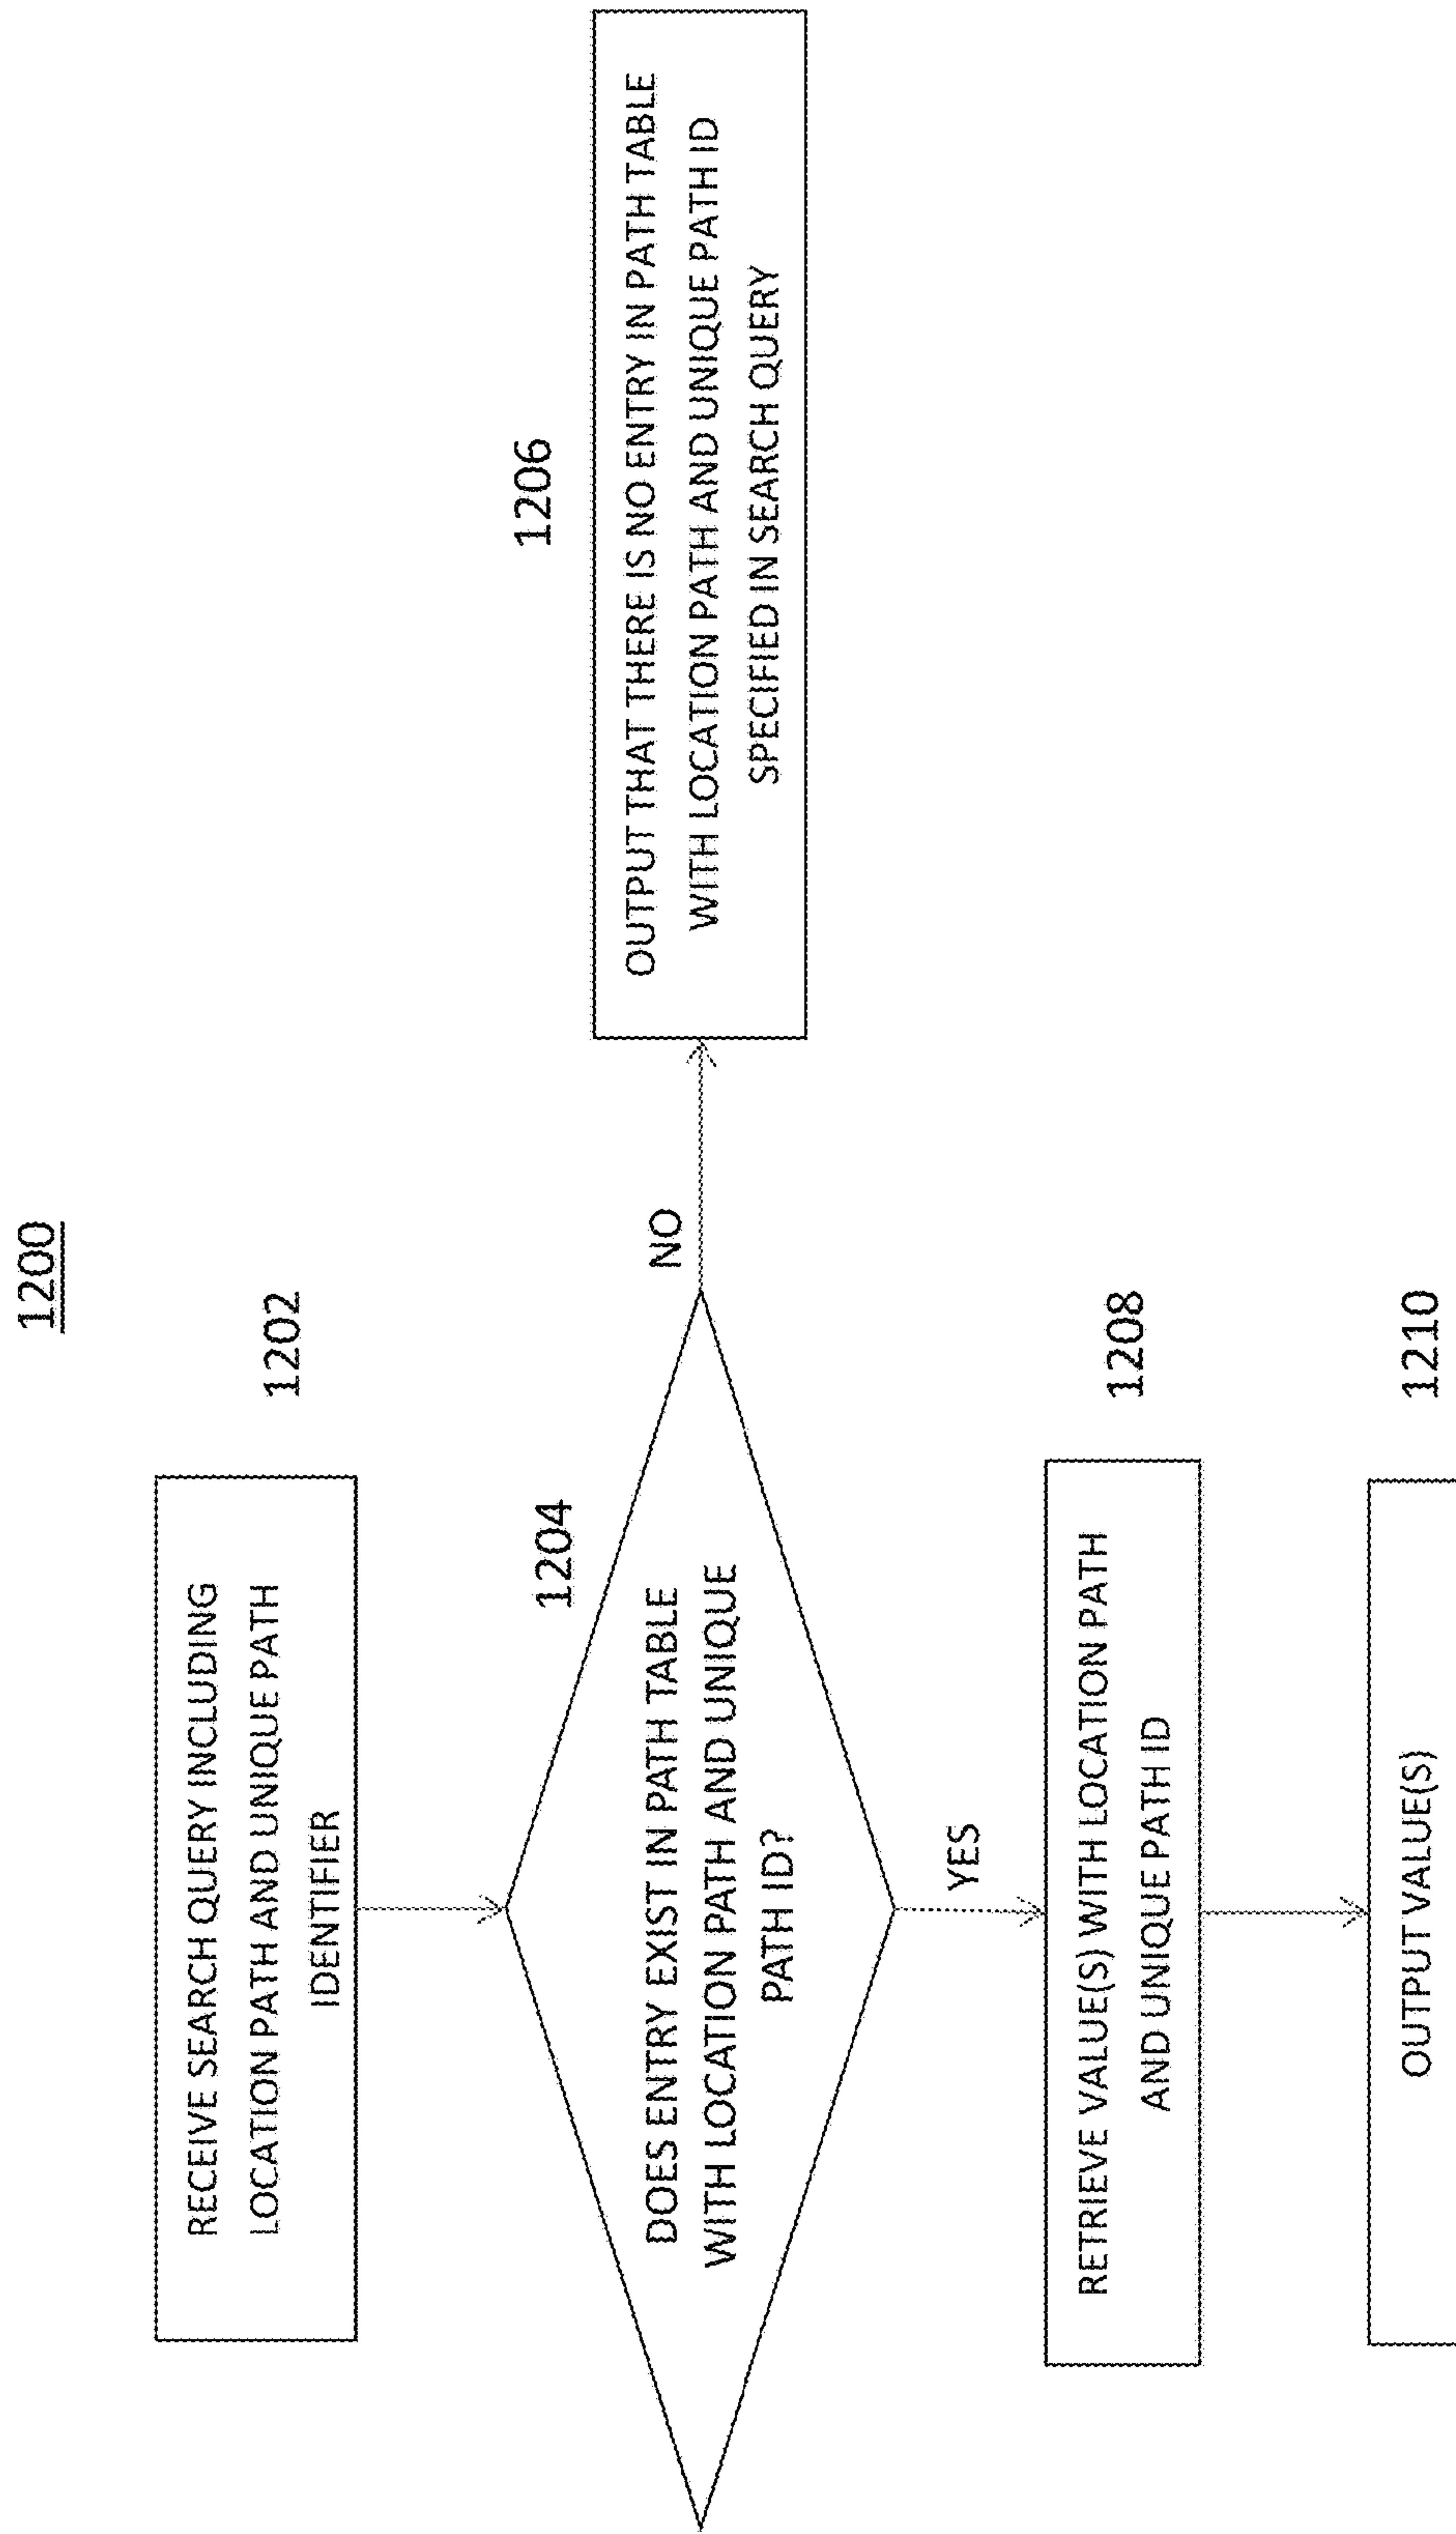 1200
1202
RECEIVE SEARCH QUERY INCLUDING
LOCATION PATH AND UNIQUE PATH
IDENTIFIER
1204
DOES ENTRY EXIST IN PATH TABLE
WITH LOCATION PATH AND UNIQUE
PATH ID?
NO
1206
OUTPUT THAT THERE IS NO ENTRY IN PATH TABLE
WITH LOCATION PATH AND UNIQUE PATH ID
SPECIFIED IN SEARCH QUERY
YES
1208
RETRIEVE VALUE(S) WITH LOCATION PATH
AND UNIQUE PATH ID
1210
OUTPUT VALUE(S)